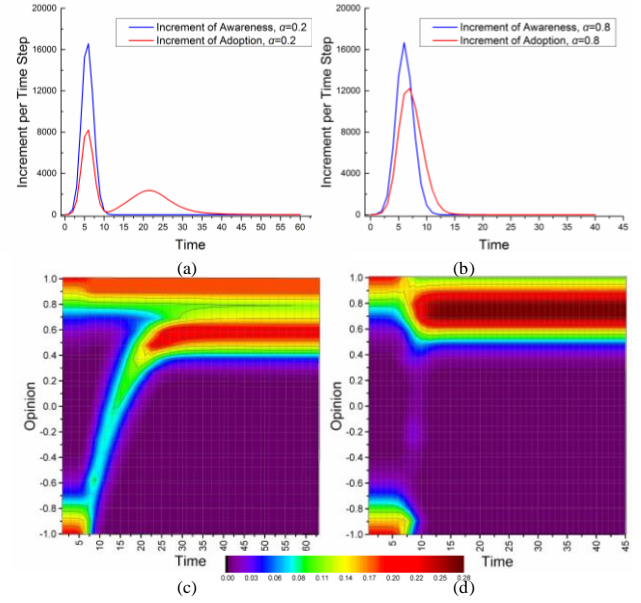 20000
16000
12000
8000
4000
0
Increment per Time Step
Increment of Awareness, α=0.2
Increment of Adoption, α=0.2
0 5 10 15 20 25 30 35 40 45 50 55 60
Time
(a)
20000
16000
12000
8000
4000
0
Increment per Time Step
Increment of Awareness, α=0.8
Increment of Adoption, α=0.8
0 5 10 15 20 25 30 35 40 45
Time
(b)
1.0
0.8
0.6
0.4
0.2
0.0
-0.2
-0.4
-0.6
-0.8
-1.0
Opinion
5 10 15 20 25 30 35 40 45 50 55 60
Time
(c)
1.0
0.8
0.6
0.4
0.2
0.0
-0.2
-0.4
-0.6
-0.8
-1.0
Opinion
5 10 15 20 25 30 35 40 45
Time
(d)
0.00 0.03 0.06 0.08 0.11 0.14 0.17 0.20 0.22 0.25 0.28